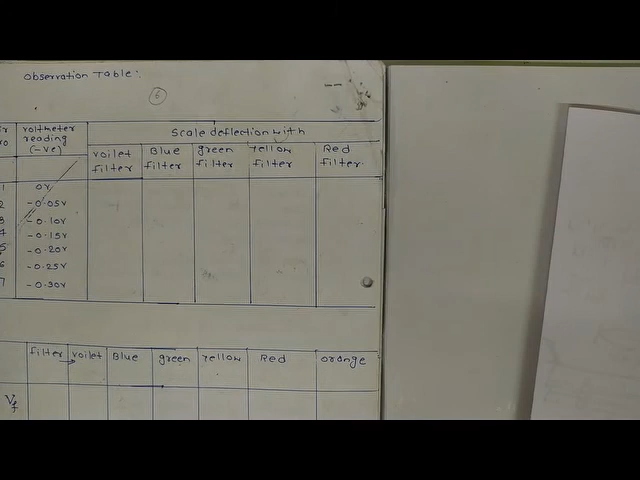 Observation Table:
6
sr no
voltmeter reading (-ve)
Scale deflection with
voilet filter
Blue filter
green filter
Yellow filter
Red filter
1 0v
2 -0.05v
3 -0.10v
4 -0.15v
5 -0.20v
6 -0.25v
7 -0.30v
filter → voilet Blue green Yellow Red orange
Vf